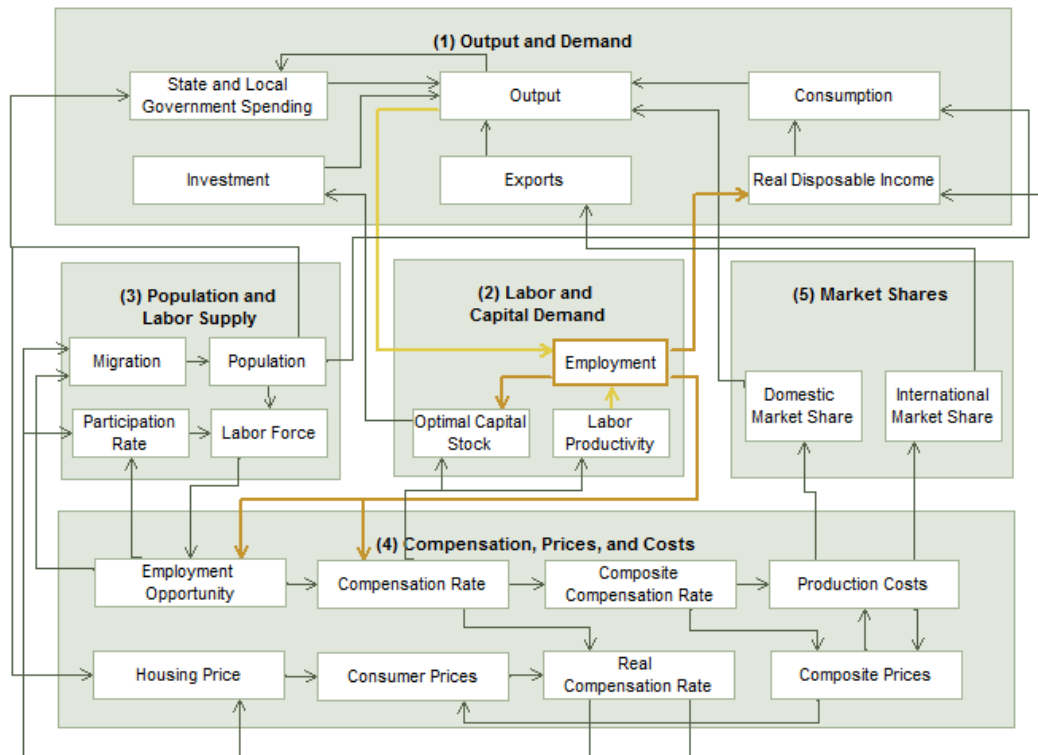 (1) Output and Demand
State and Local
Government Spending
Output
Consumption
Investment
Exports
Real Disposable Income
(3) Population and
Labor Supply
Migration
Population
Participation
Rate
Labor Force
(2) Labor and
Capital Demand
Employment
Optimal Capital
Stock
Labor
Productivity
(5) Market Shares
Domestic
Market Share
International
Market Share
(4) Compensation, Prices, and Costs
Employment
Opportunity
Compensation Rate
Composite
Compensation Rate
Production Costs
Housing Price
Consumer Prices
Real
Compensation Rate
Composite Prices